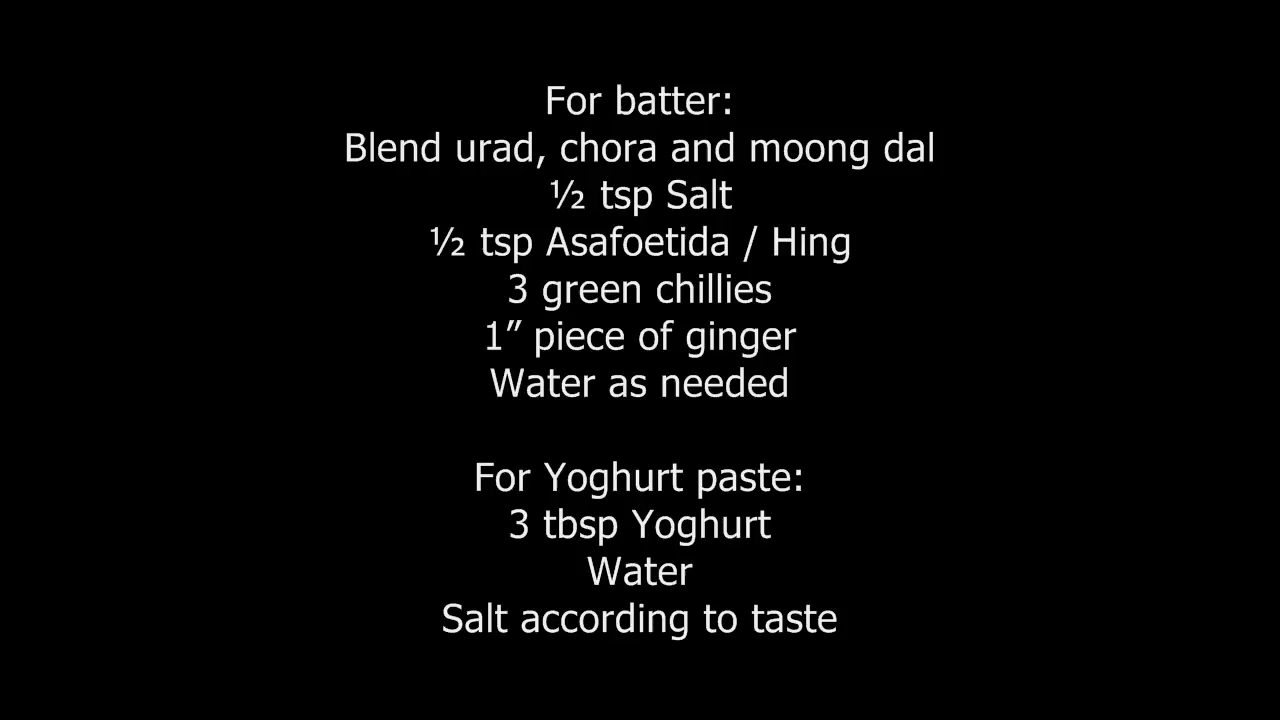 For batter:
Blend urad, chora and moong dal
½ tsp Salt
½ tsp Asafoetida / Hing
3 green chillies
1” piece of ginger
Water as needed
For Yoghurt paste:
3 tbsp Yoghurt
Water
Salt according to taste